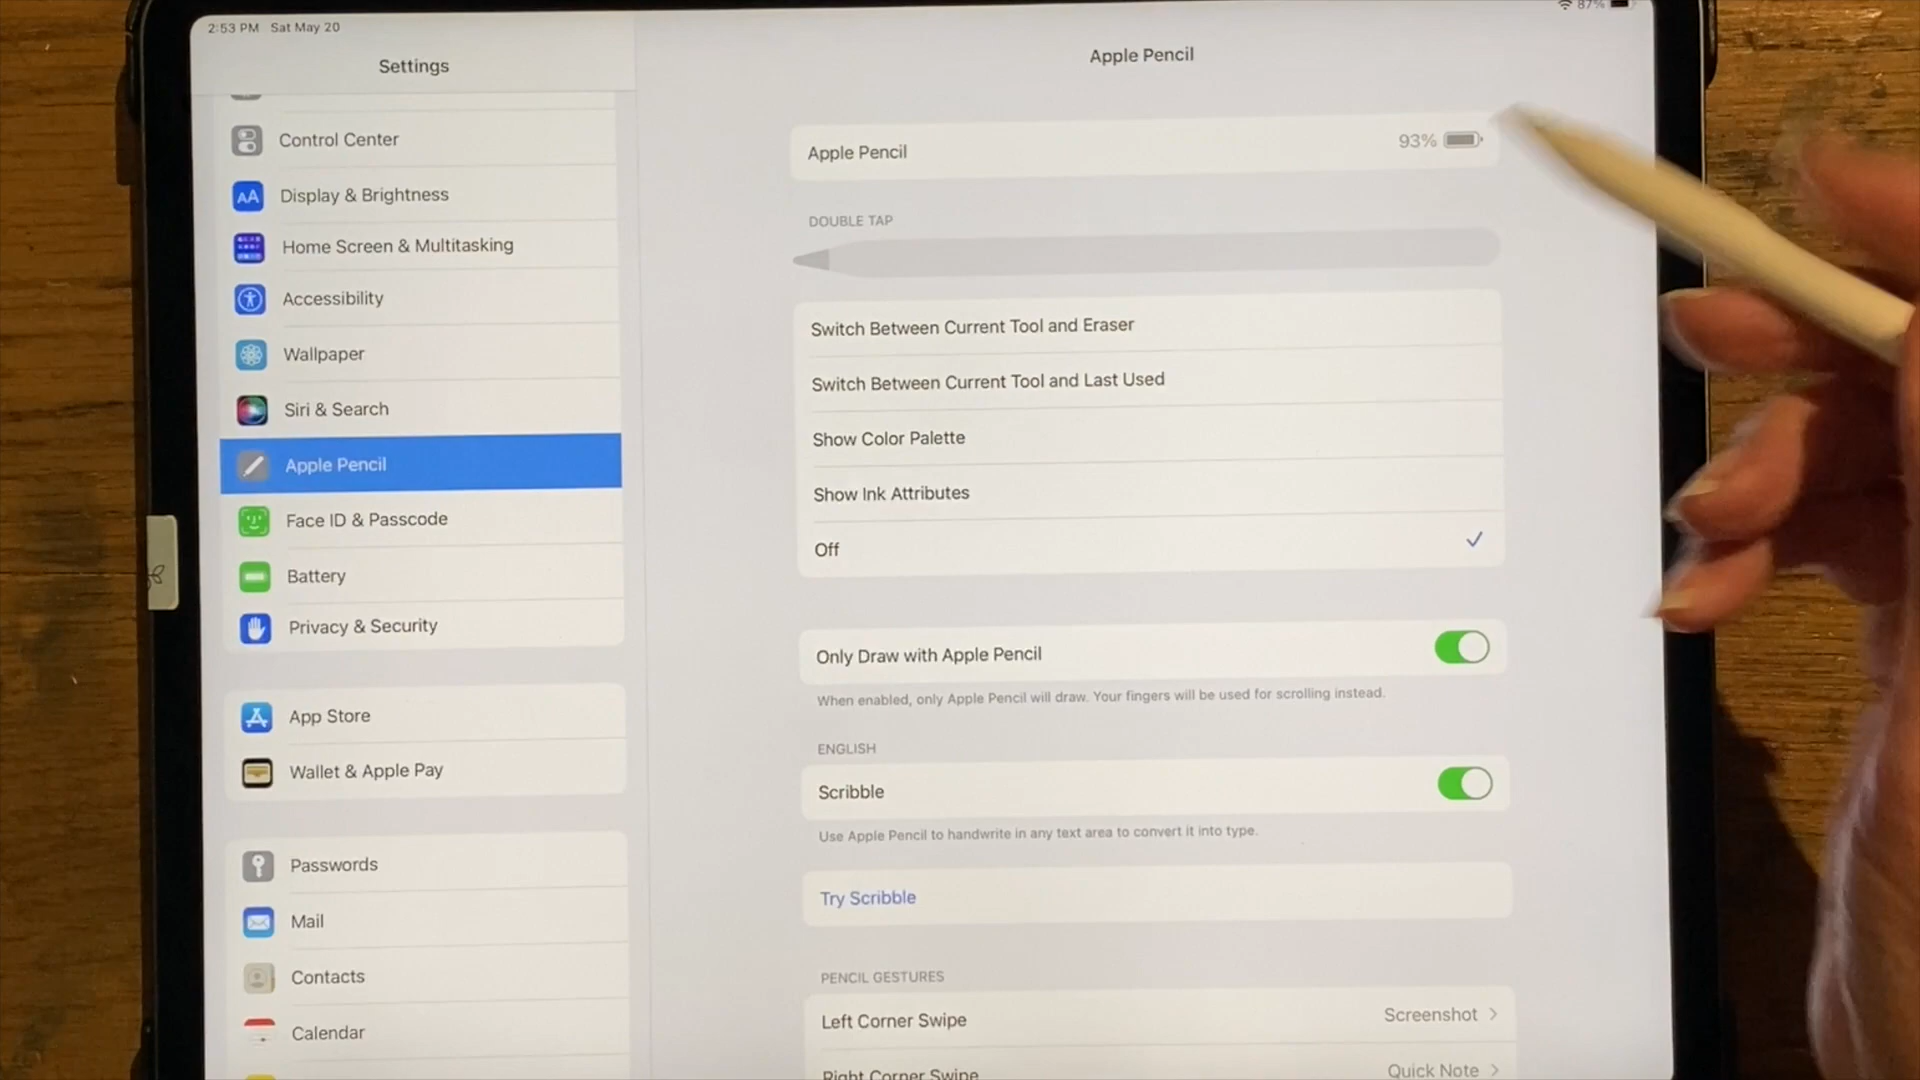 2:53 PM Sat May 20
87%
Settings
Control Center
AA Display & Brightness
Home Screen & Multitasking
Accessibility
Wallpaper
Siri & Search
Apple Pencil
Face ID & Passcode
Battery
Privacy & Security
App Store
Wallet & Apple Pay
Passwords
Mail
Contacts
Calendar
Apple Pencil
Apple Pencil 93%
DOUBLE TAP
Switch Between Current Tool and Eraser
Switch Between Current Tool and Last Used
Show Color Palette
Show Ink Attributes
Off
Only Draw with Apple Pencil
When enabled, only Apple Pencil will draw. Your fingers will be used for scrolling instead.
ENGLISH
Scribble
Use Apple Pencil to handwrite in any text area to convert it into type.
Try Scribble
PENCIL GESTURES
Left Corner Swipe Screenshot
Right Corner Swipe Quick Note